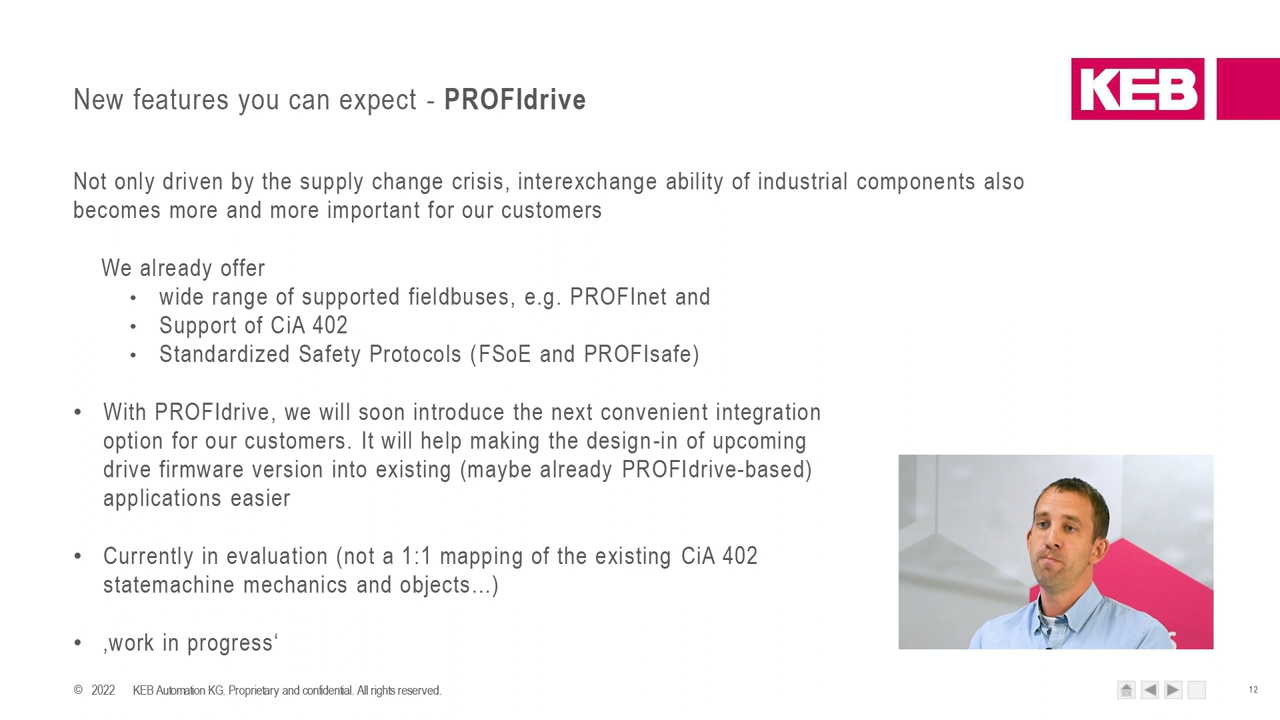 New features you can expect - PROFIdrive
KEB
Not only driven by the supply change crisis, interexchange ability of industrial components also
becomes more and more important for our customers
We already offer
• wide range of supported fieldbuses, e.g. PROFInet and
• Support of CiA 402
• Standardized Safety Protocols (FSoE and PROFIsafe)
• With PROFIdrive, we will soon introduce the next convenient integration
option for our customers. It will help making the design-in of upcoming
drive firmware version into existing (maybe already PROFIdrive-based)
applications easier
• Currently in evaluation (not a 1:1 mapping of the existing CiA 402
statemachine mechanics and objects…)
• ‚work in progress‘
© 2022 KEB Automation KG. Proprietary and confidential. All rights reserved.
12